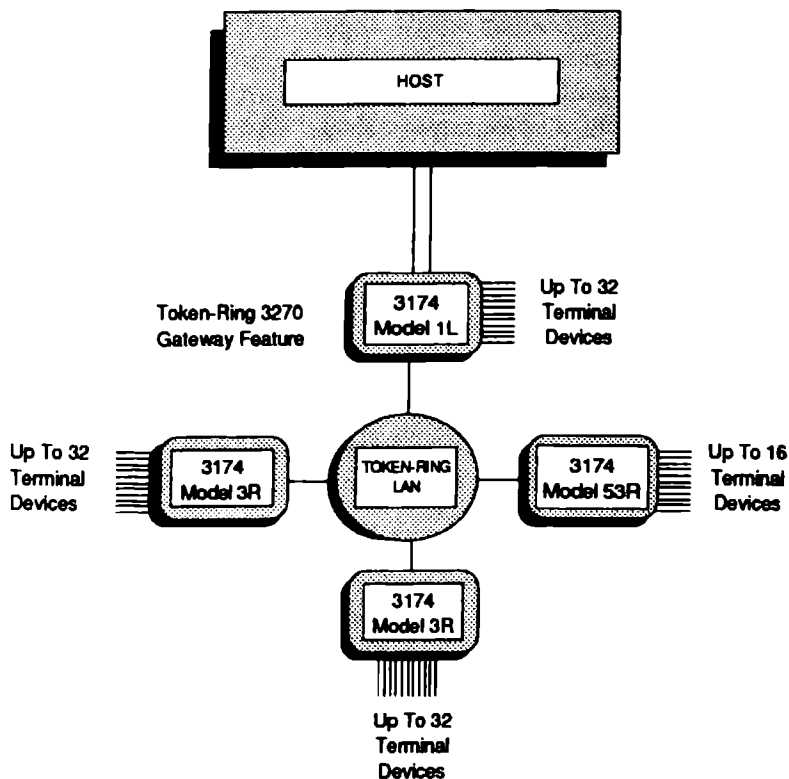 HOST
Token-Ring 3270
Gateway Feature
3174
Model 1L
Up To 32
Terminal
Devices
Up To 32
Terminal
Devices
3174
Model 3R
TOKEN-RING
LAN
3174
Model 53R
Up To 16
Terminal
Devices
3174
Model 3R
Up To 32
Terminal
Devices